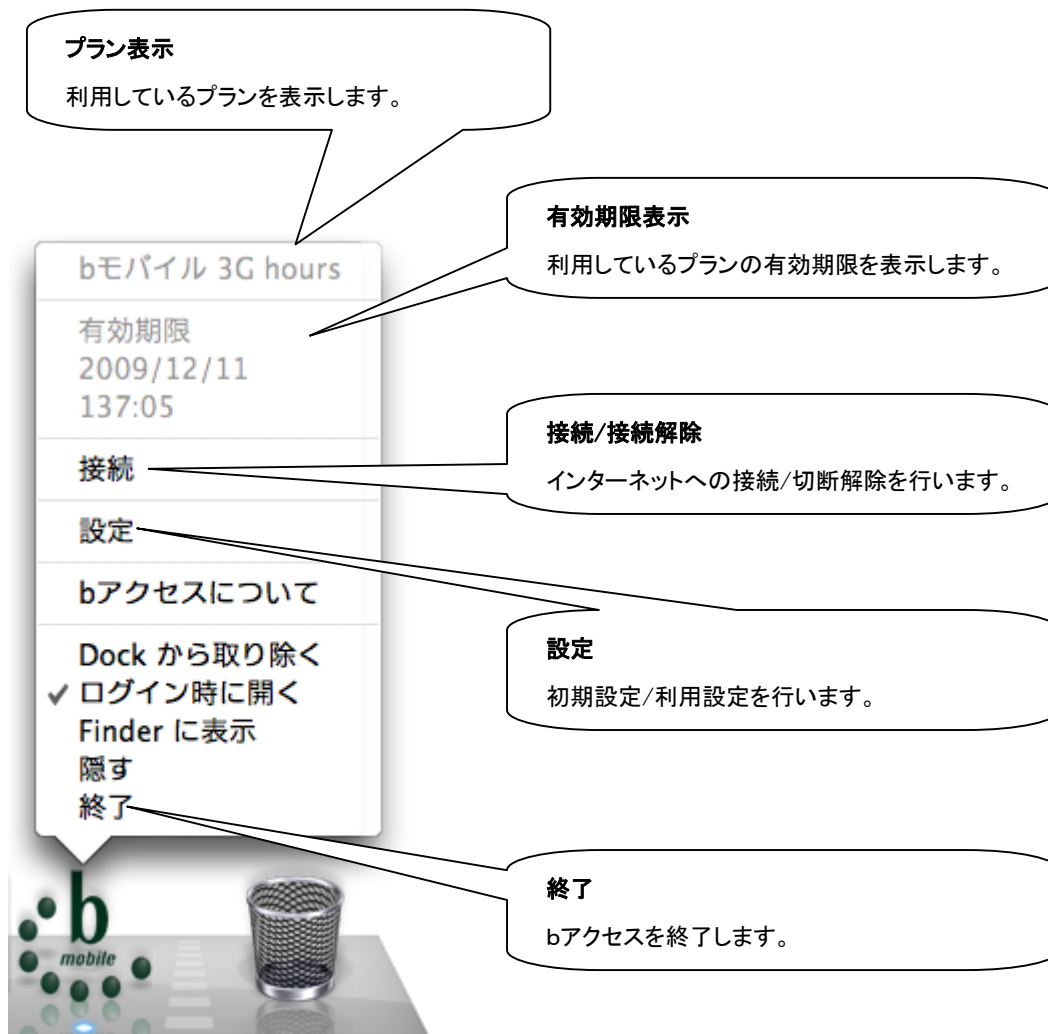 プラン表示
利用しているプランを表示します。
有効期限表示
利用しているプランの有効期限を表示します。
bモバイル 3G hours
有効期限
2009/12/11
137:05
接続/接続解除
インターネットへの接続/切断解除を行います。
接続
設定
bアクセスについて
設定
初期設定/利用設定を行います。
Dock から取り除く
✓ ログイン時に開く
Finder に表示
隠す
終了
終了
bアクセスを終了します。
b
mobile